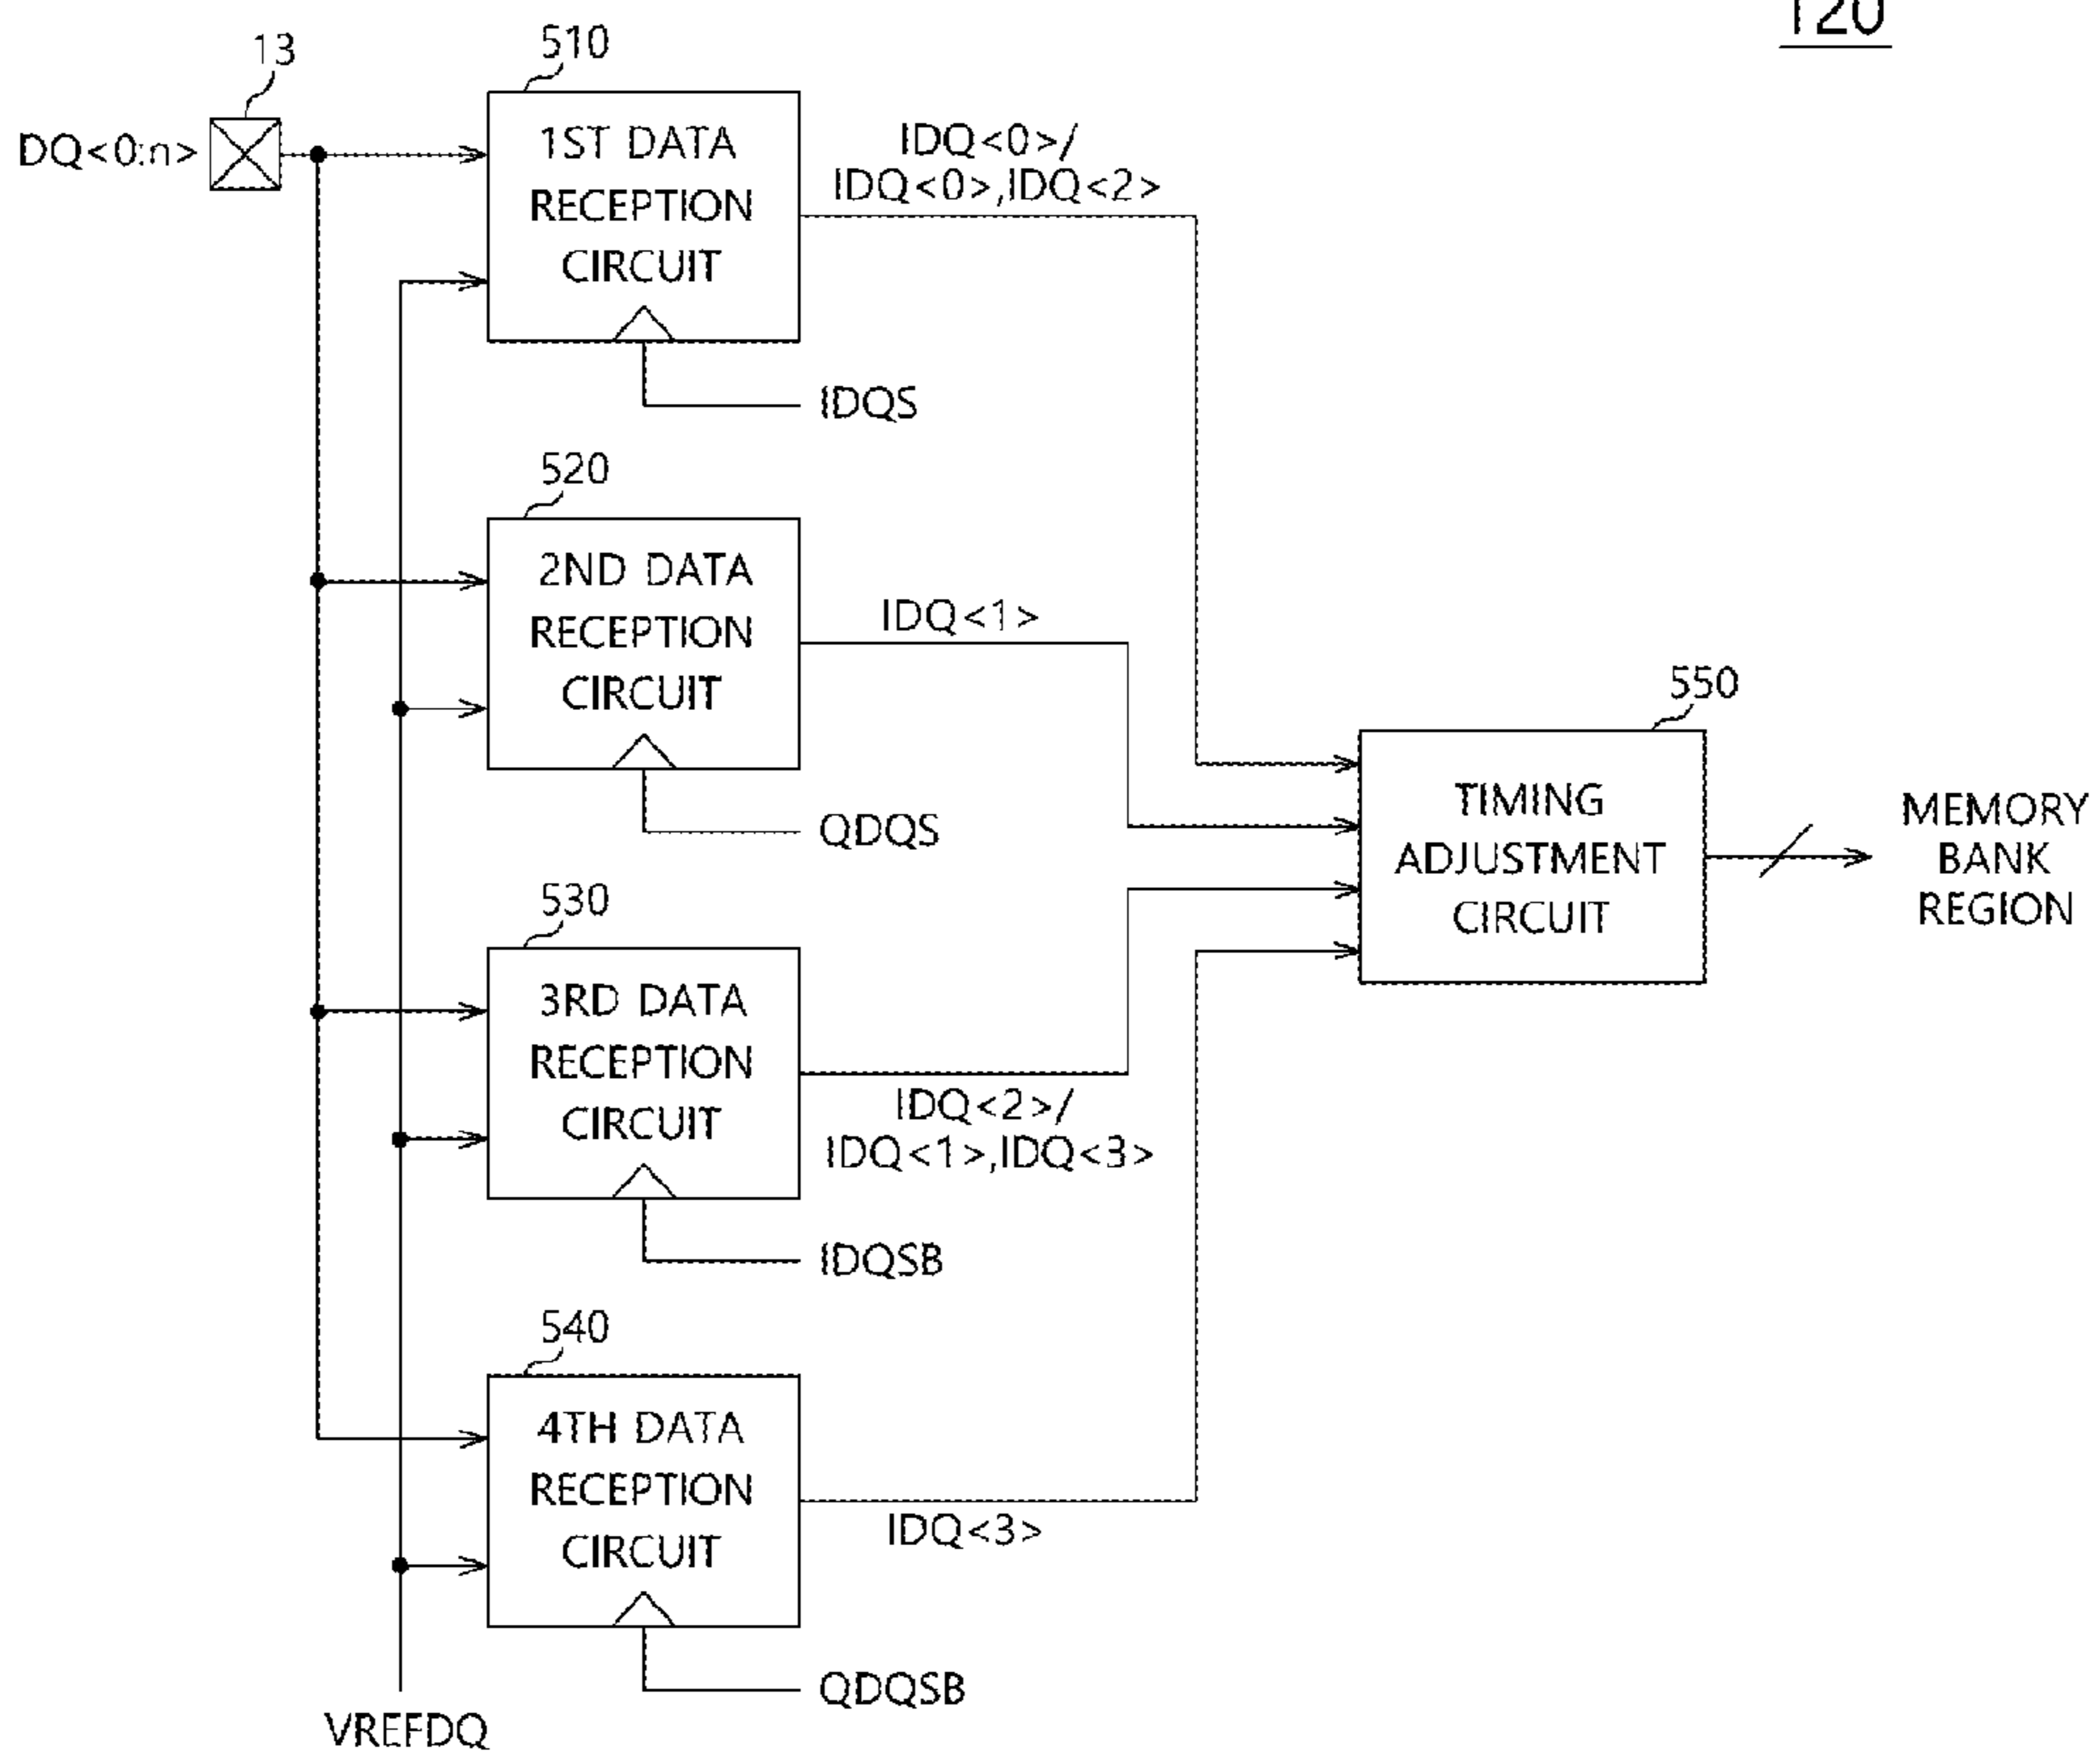 120
13
DQ<0:n>
510
1ST DATA
RECEPTION
CIRCUIT
IDQ<0>/
IDQ<0>,IDQ<2>
IDQS
520
2ND DATA
RECEPTION
CIRCUIT
IDQ<1>
QDQS
530
3RD DATA
RECEPTION
CIRCUIT
IDQ<2>/
IDQ<1>,IDQ<3>
IDQSB
540
4TH DATA
RECEPTION
CIRCUIT
IDQ<3>
QDQSB
VREFDQ
550
TIMING
ADJUSTMENT
CIRCUIT
MEMORY
BANK
REGION